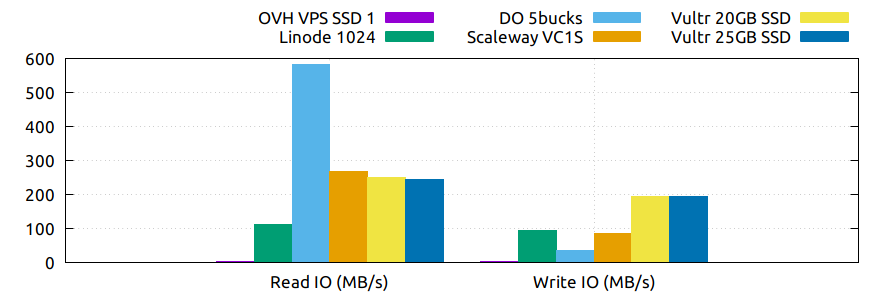 OVH VPS SSD 1 DO 5bucks Vultr 20GB SSD
Linode 1024 Scaleway VC1S Vultr 25GB SSD
600
500
400
300
200
100
0
Read IO (MB/s) Write IO (MB/s)